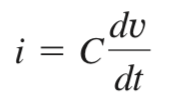 i = C dv/dt